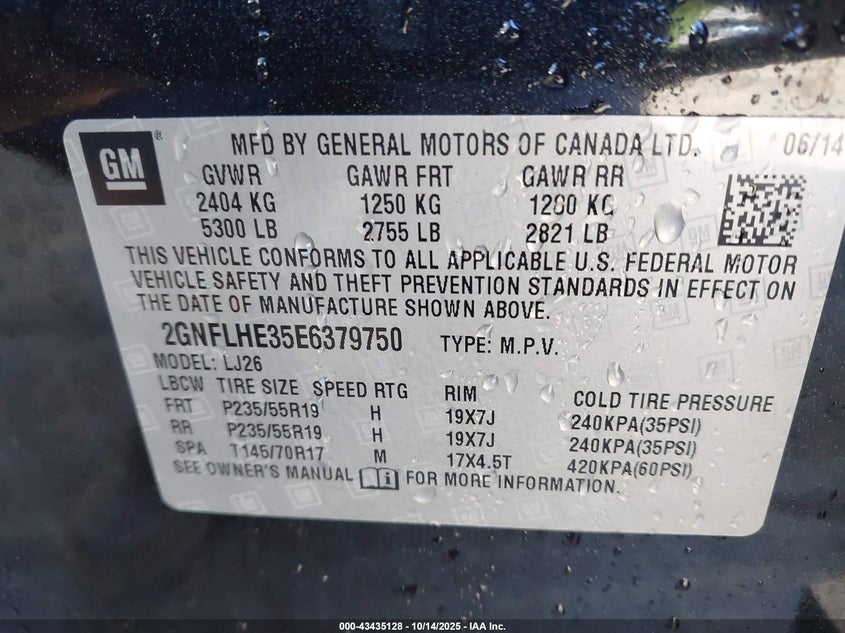 GM
MFD BY GENERAL MOTORS OF CANADA LTD. 06/14
GVWR GAWR FRT GAWR RR
2404 KG 1250 KG 1280 KG
5300 LB 2755 LB 2821 LB
THIS VEHICLE CONFORMS TO ALL APPLICABLE U.S. FEDERAL MOTOR
VEHICLE SAFETY AND THEFT PREVENTION STANDARDS IN EFFECT ON
THE DATE OF MANUFACTURE SHOWN ABOVE.
2GNFLHE35E6379750 TYPE: M.P.V.
MODEL: LJ26
LBCW TIRE SIZE SPEED RTG RIM COLD TIRE PRESSURE
FRT P235/55R19 H 19X7J 240KPA(35PSI)
RR P235/55R19 H 19X7J 240KPA(35PSI)
SPA T145/70R17 M 17X4.5T 420KPA(60PSI)
SEE OWNER'S MANUAL FOR MORE INFORMATION.
000-43435128 - 10/14/2025 - IAA Inc.